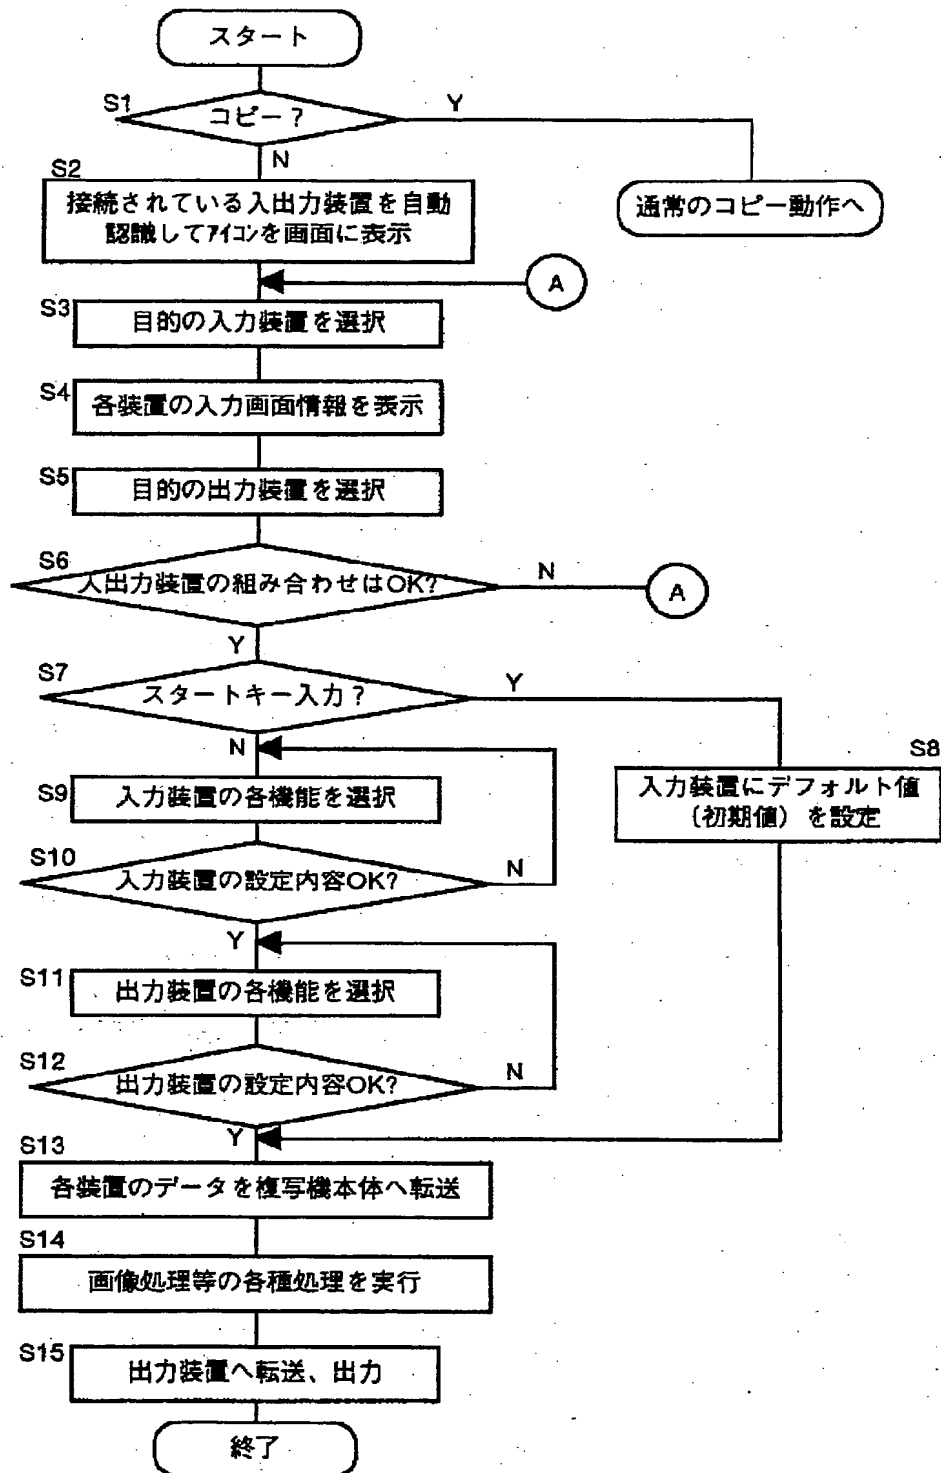 スタート
S1
コピー？
Y
N
S2
接続されている入出力装置を自動
認識してｱｲｺﾝを画面に表示
通常のコピー動作へ
A
S3
目的の入力装置を選択
S4
各装置の入力画面情報を表示
S5
目的の出力装置を選択
S6
入出力装置の組み合わせはOK?
N
A
Y
S7
スタートキー入力？
Y
N
S8
入力装置にデフォルト値
（初期値）を設定
S9
入力装置の各機能を選択
S10
入力装置の設定内容OK?
N
Y
S11
出力装置の各機能を選択
S12
出力装置の設定内容OK?
N
Y
S13
各装置のデータを複写機本体へ転送
S14
画像処理等の各種処理を実行
S15
出力装置へ転送、出力
終了